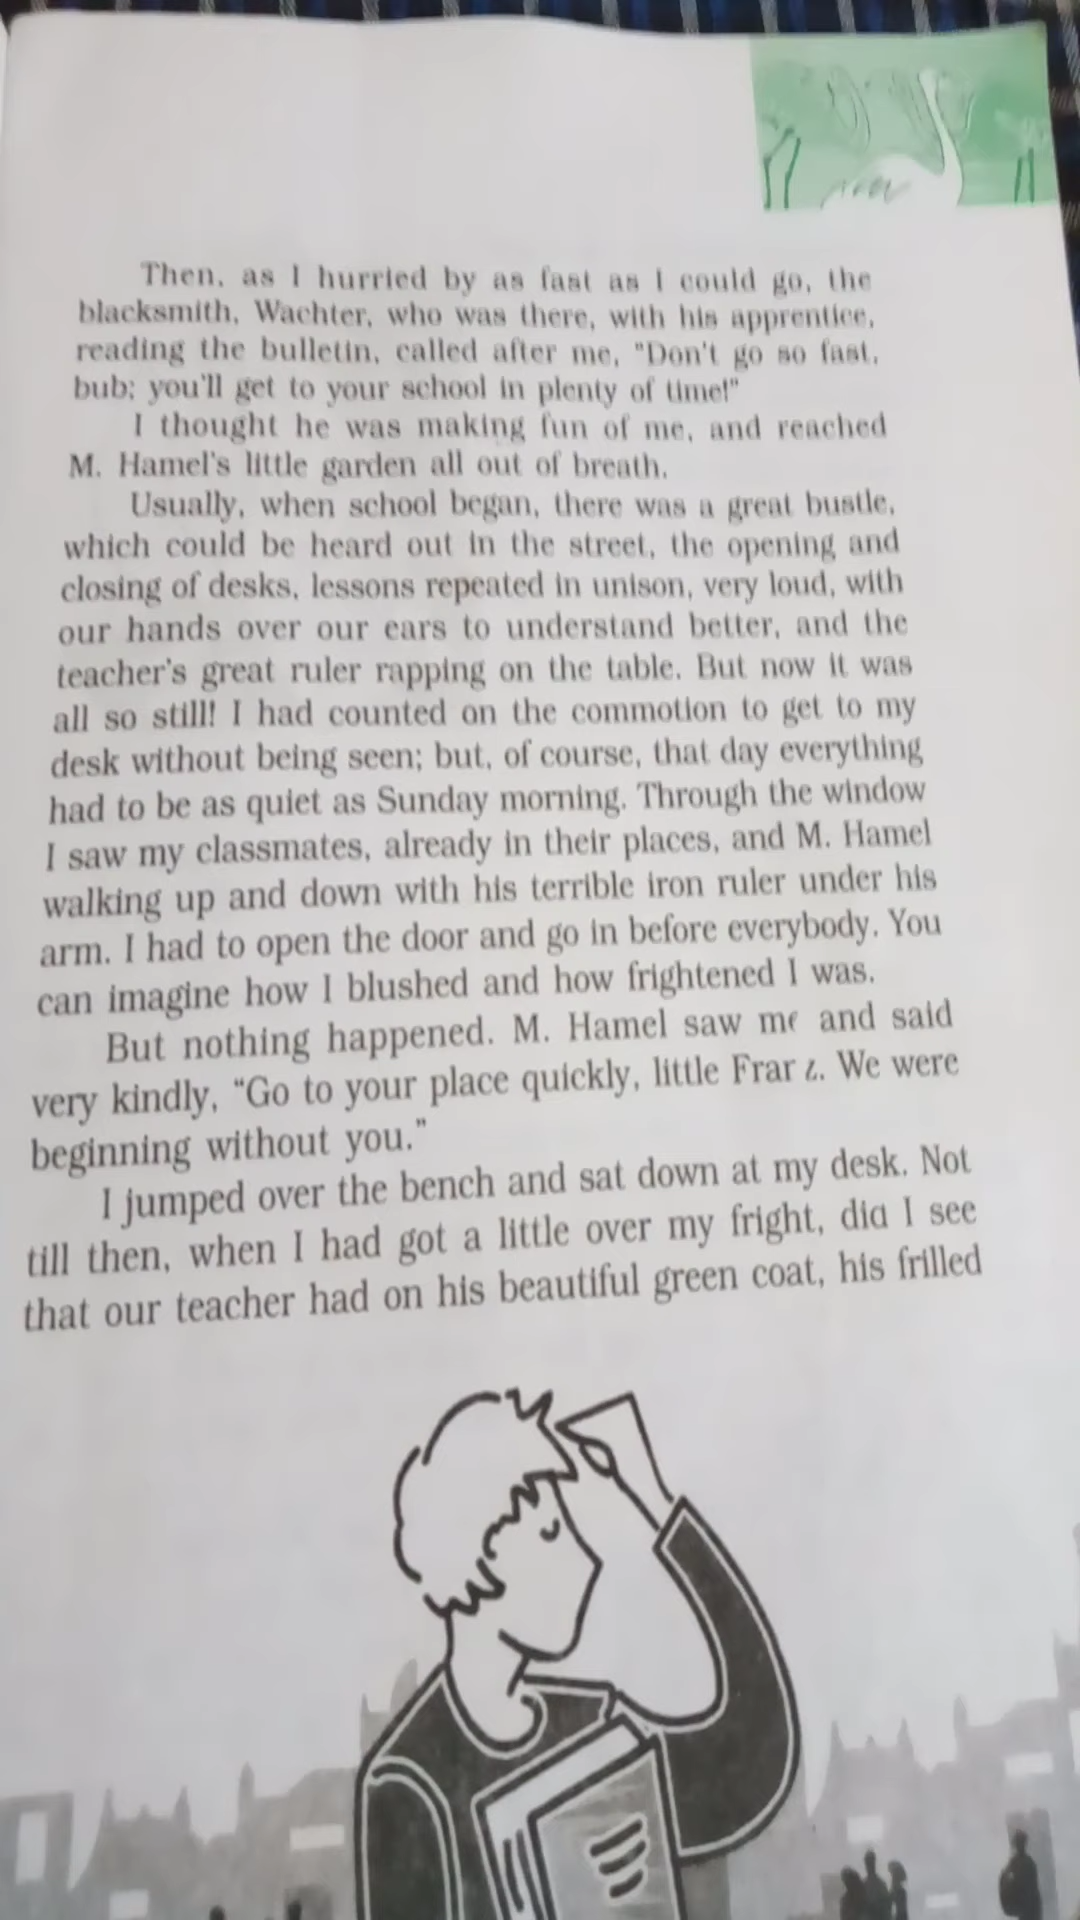 Then, as I hurried by as fast as I could go, the
blacksmith, Wachter, who was there, with his apprentice,
reading the bulletin, called after me, "Don't go so fast,
bub; you'll get to your school in plenty of time!"
I thought he was making fun of me, and reached
M. Hamel's little garden all out of breath.
Usually, when school began, there was a great bustle,
which could be heard out in the street, the opening and
closing of desks, lessons repeated in unison, very loud, with
our hands over our ears to understand better, and the
teacher's great ruler rapping on the table. But now it was
all so still! I had counted on the commotion to get to my
desk without being seen; but, of course, that day everything
had to be as quiet as Sunday morning. Through the window
I saw my classmates, already in their places, and M. Hamel
walking up and down with his terrible iron ruler under his
arm. I had to open the door and go in before everybody. You
can imagine how I blushed and how frightened I was.
But nothing happened. M. Hamel saw me and said
very kindly, “Go to your place quickly, little Franz. We were
beginning without you.”
I jumped over the bench and sat down at my desk. Not
till then, when I had got a little over my fright, did I see
that our teacher had on his beautiful green coat, his frilled